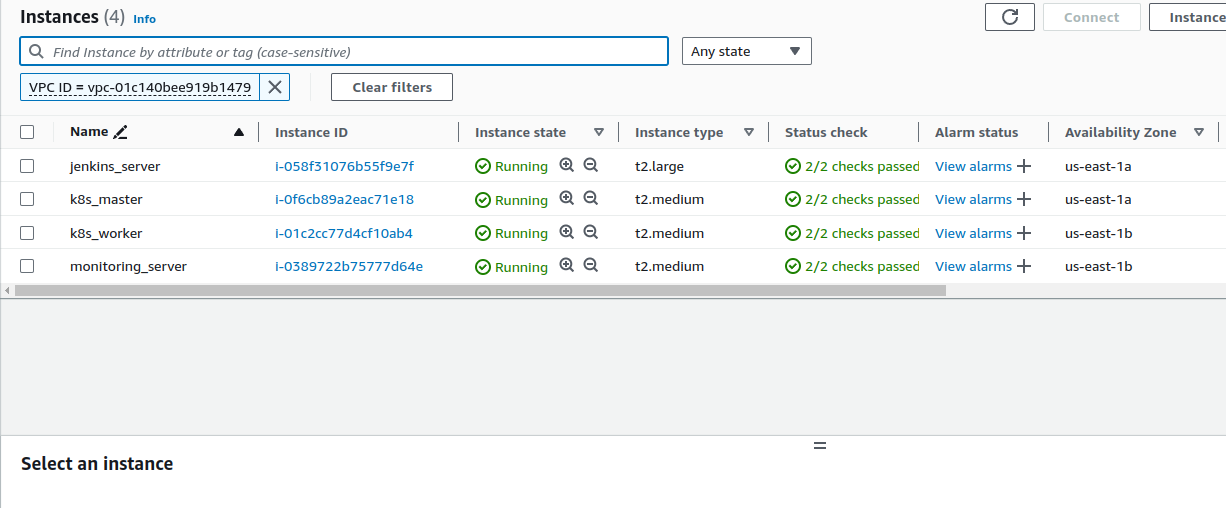 Instances (4) Info
Connect
Instance
Find Instance by attribute or tag (case-sensitive)
Any state
VPC ID = vpc-01c140bee919b1479
Clear filters
Name Instance ID Instance state Instance type Status check Alarm status Availability Zone
jenkins_server i-058f31076b55f9e7f Running t2.large 2/2 checks passed View alarms us-east-1a
k8s_master i-0f6cb89a2eac71e18 Running t2.medium 2/2 checks passed View alarms us-east-1a
k8s_worker i-01c2cc77d4cf10ab4 Running t2.medium 2/2 checks passed View alarms us-east-1b
monitoring_server i-0389722b75777d64e Running t2.medium 2/2 checks passed View alarms us-east-1b
Select an instance